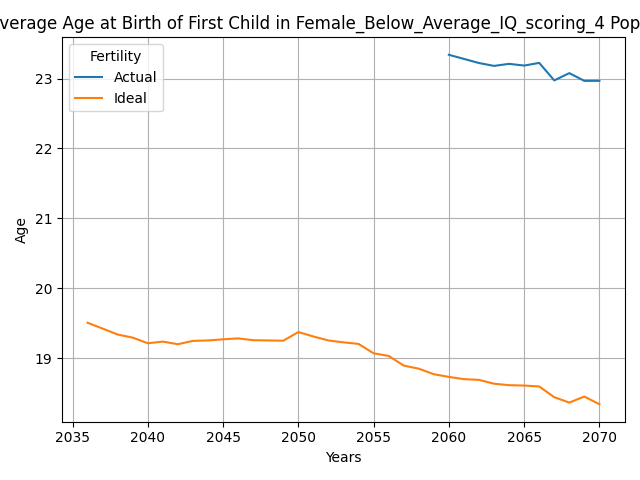 verage Age at Birth of First Child in Female_Below_Average_IQ_scoring_4 Pop
Fertility
Actual
Ideal
23
22
21
20
19
Age
2035 2040 2045 2050 2055 2060 2065 2070
Years